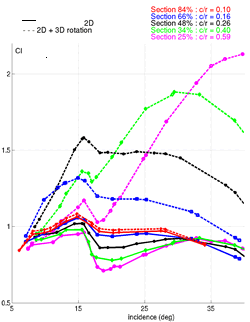 Section 84% : c/r = 0.10
Section 66% : c/r = 0.16
2D
Section 48% : c/r = 0.26
2D + 3D rotation
Section 34% : c/r = 0.40
Section 25% : c/r = 0.59
Cl
2
1.5
1
0.5
5
15
25
35
Incidence (deg)